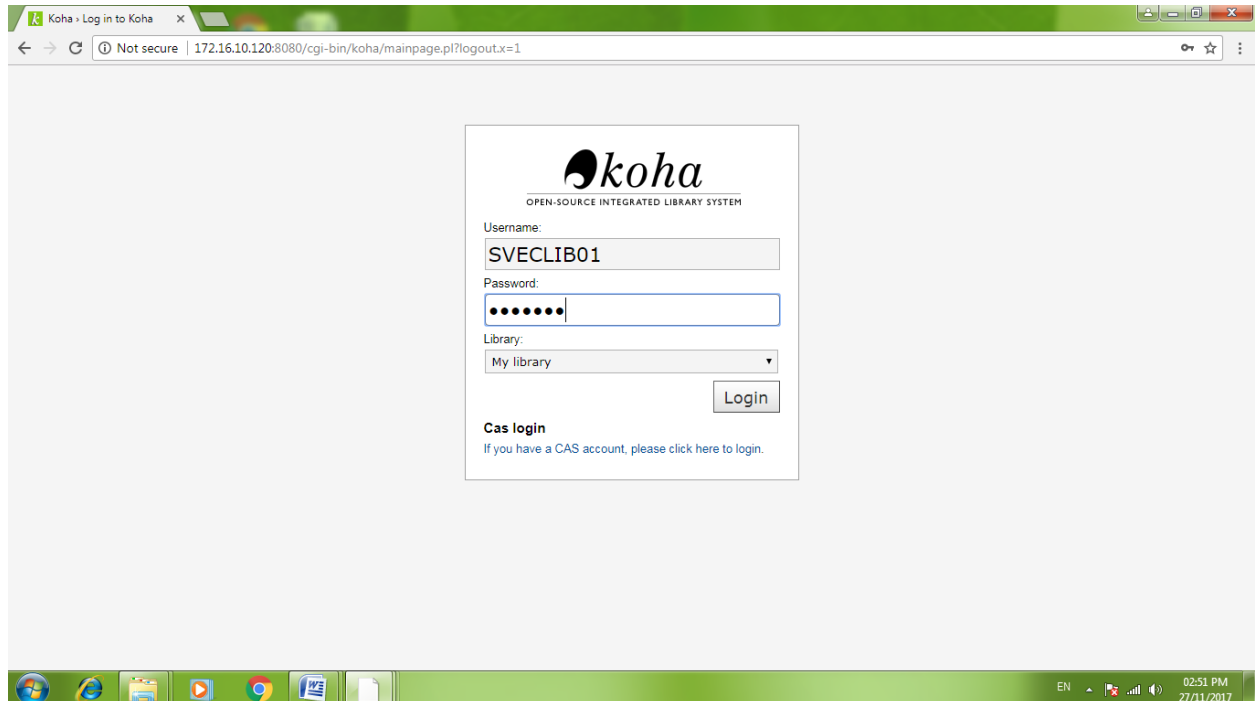 Koha › Log in to Koha
Not secure | 172.16.10.120:8080/cgi-bin/koha/mainpage.pl?logout.x=1
koha
OPEN-SOURCE INTEGRATED LIBRARY SYSTEM
Username:
SVECLIB01
Password:
•••••••
Library:
My library
Login
Cas login
If you have a CAS account, please click here to login.
EN
02:51 PM
27/11/2017